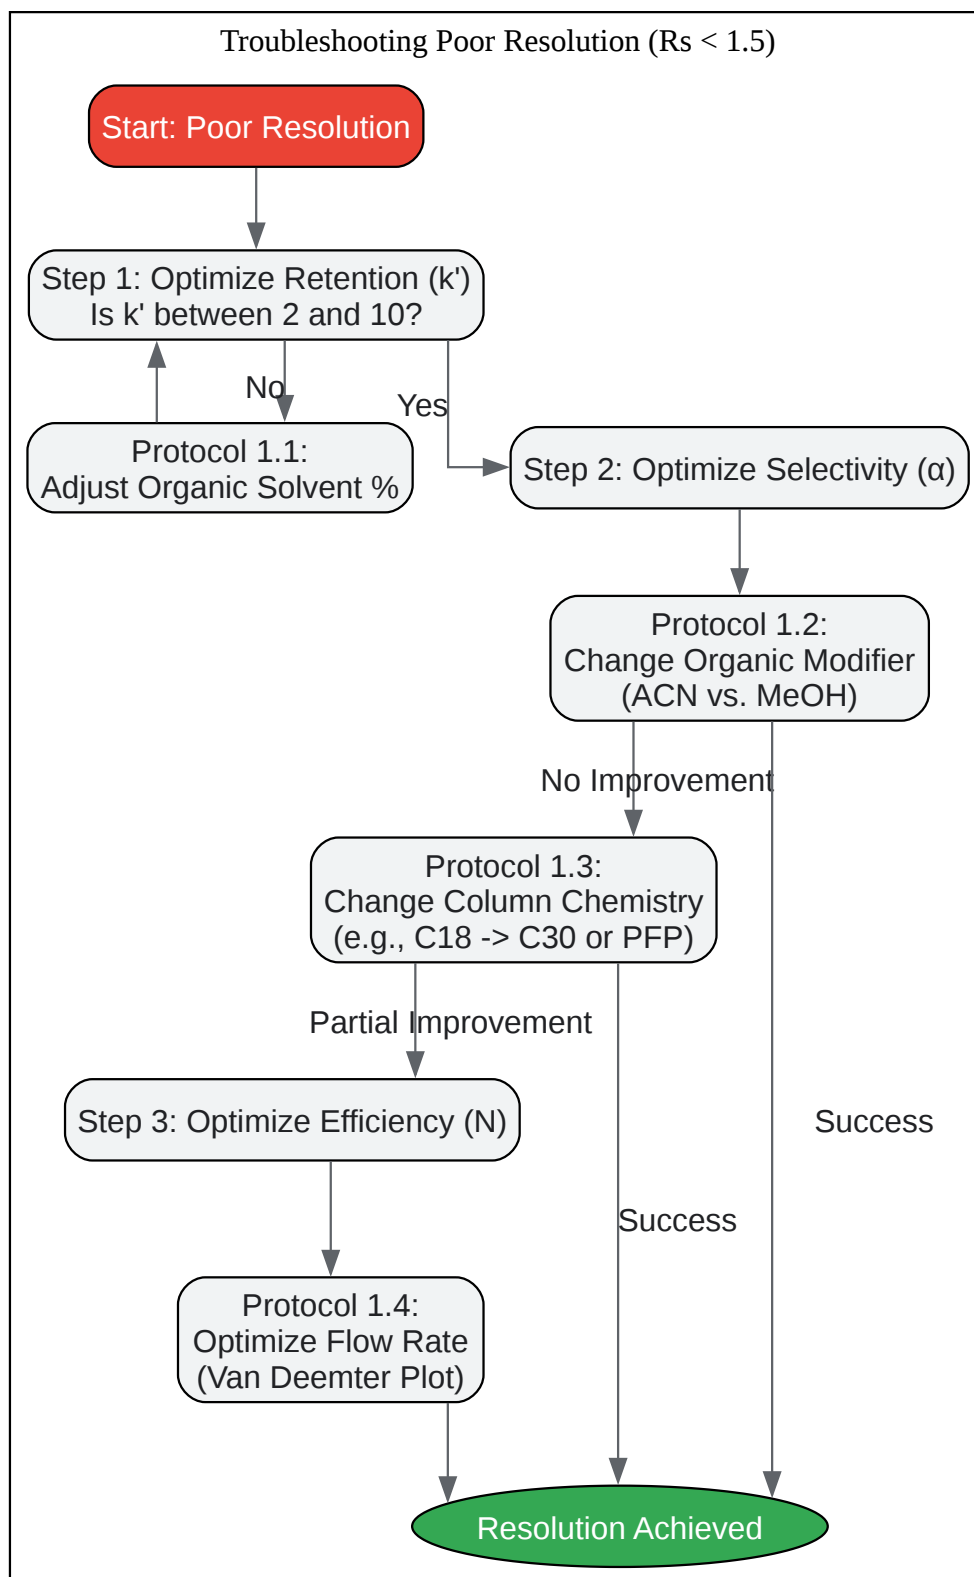 Troubleshooting Poor Resolution (Rs < 1.5)
Start: Poor Resolution
Step 1: Optimize Retention (k')
Is k' between 2 and 10?
No
Yes
Protocol 1.1:
Adjust Organic Solvent %
Step 2: Optimize Selectivity (α)
Protocol 1.2:
Change Organic Modifier
(ACN vs. MeOH)
No Improvement
Protocol 1.3:
Change Column Chemistry
(e.g., C18 -> C30 or PFP)
Partial Improvement
Step 3: Optimize Efficiency (N)
Success
Success
Protocol 1.4:
Optimize Flow Rate
(Van Deemter Plot)
Resolution Achieved